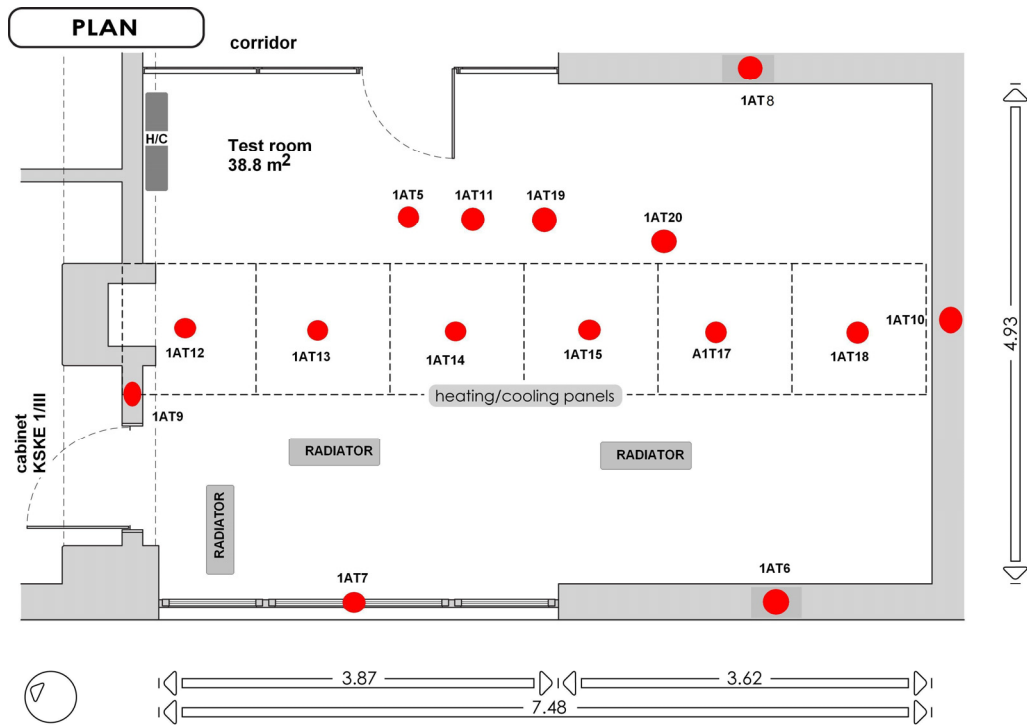 PLAN
corridor
1AT8
H/C
Test room
38.8 m2
1AT5
1AT11
1AT19
1AT20
1AT10
4.93
1AT12
1AT13
1AT14
1AT15
A1T17
1AT18
heating/cooling panels
1AT9
cabinet
KSKE 1/III
RADIATOR
RADIATOR
RADIATOR
1AT7
1AT6
3.87
3.62
7.48